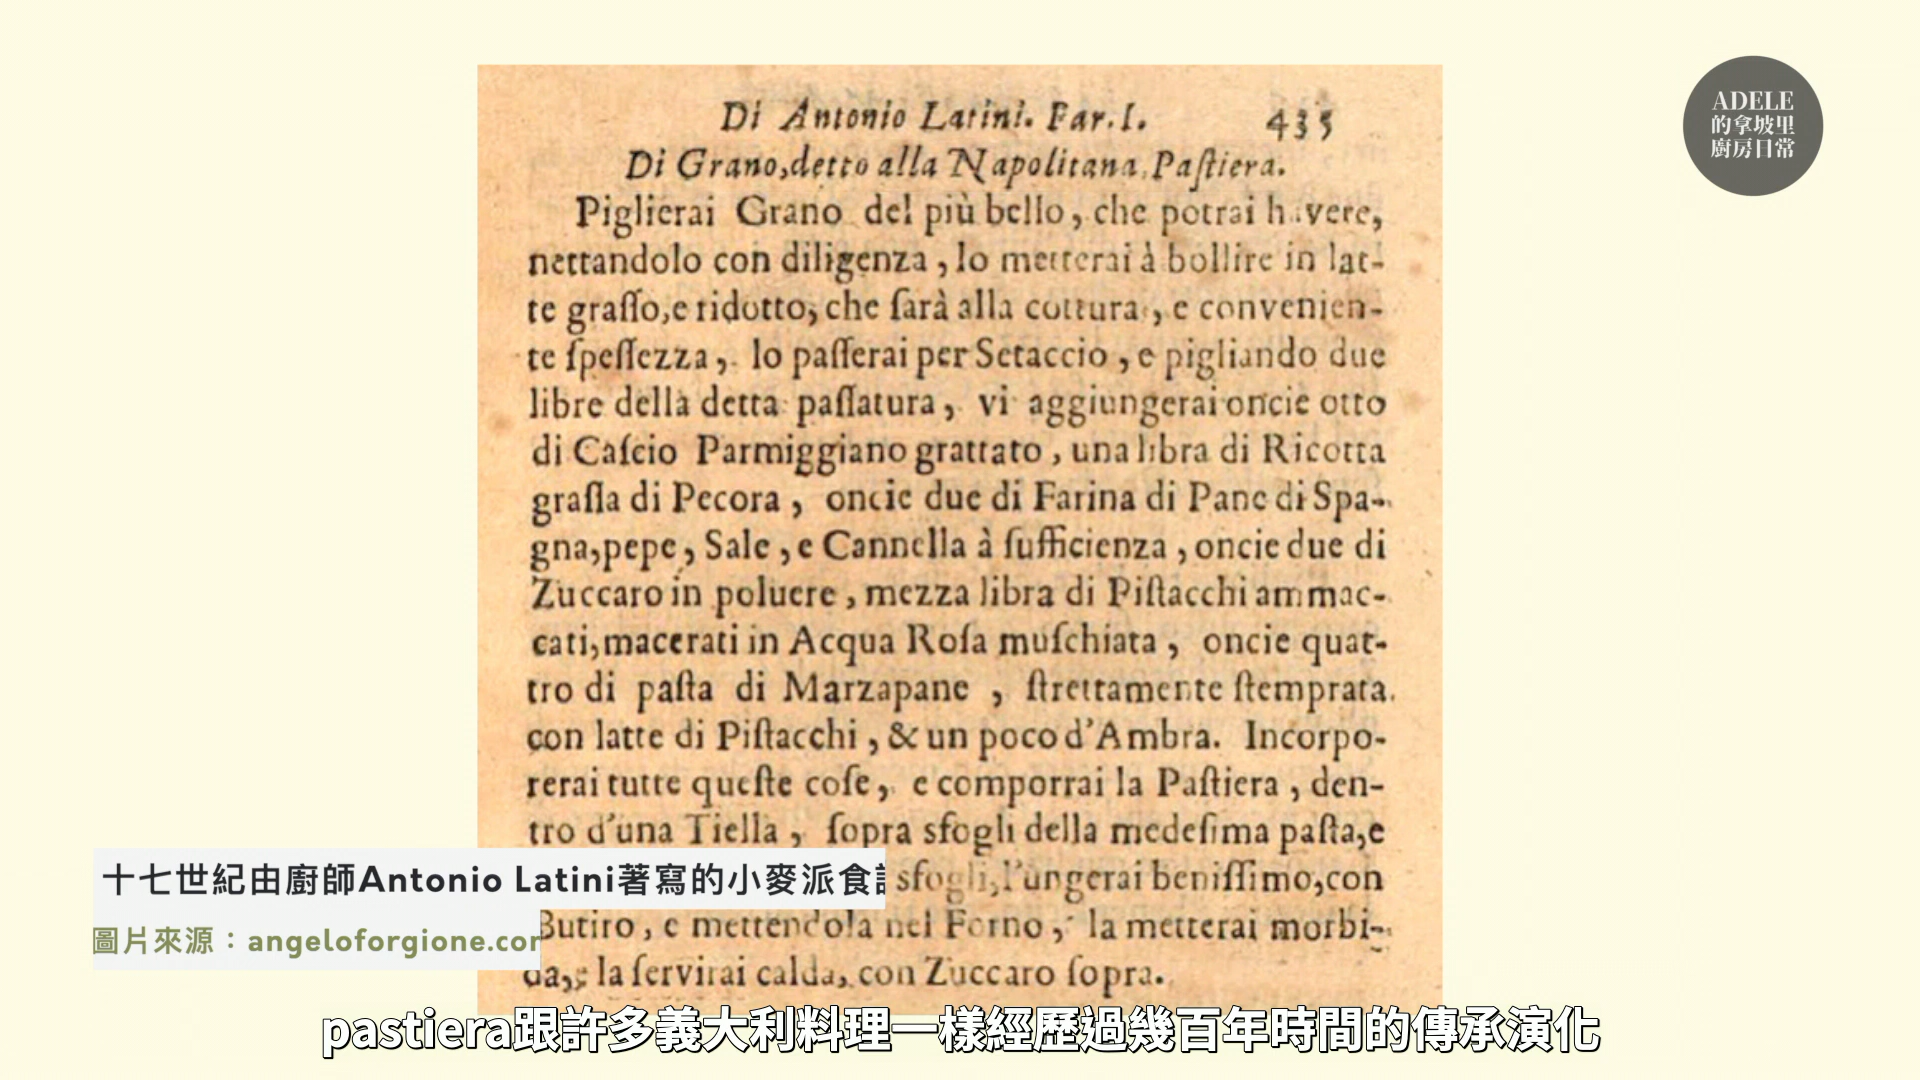 Di Antonio Latini. Par. I. 435
Di Grano, detto alla Napolitana, Paſtiera.
Piglierai Grano del più bello, che potrai havere,
nettandolo con diligenza, lo metterai à bollire in lat-
te graſſo, e ridotto, che ſarà alla cottura, e convenien-
te ſpeſſezza, lo paſſerai per Setaccio, e pigliando due
libre della detta paſſatura, vi aggiungerai oncie otto
di Caſcio Parmiggiano grattato, una libra di Ricotta
graſſa di Pecora, oncie due di Farina di Pane di Spa-
gna, pepe, Sale, e Cannella à ſufficienza, oncie due di
Zuccaro in poluere, mezza libra di Piſtacchi ammac-
cati, macerati in Acqua Roſa muſchiata, oncie quat-
tro di paſta di Marzapane, ſtrettamente ſtemprata
con latte di Piſtacchi, & un poco d'Ambra. Incorpo-
rerai tutte queſte coſe, e comporrai la Paſtiera, den-
tro d'una Tiella, ſopra sfogli della medeſima paſta, e
sfogli, l'ungerai beniſſimo, con
Butiro, e mettendola nel Forno, la metterai morbi-
da, e la ſervirai calda, con Zuccaro ſopra.
ADELE
的拿坡里
廚房日常
十七世紀由廚師Antonio Latini著寫的小麥派食
圖片來源：angeloforgione.com
pastiera跟許多義大利料理一樣經歷過幾百年時間的傳承演化